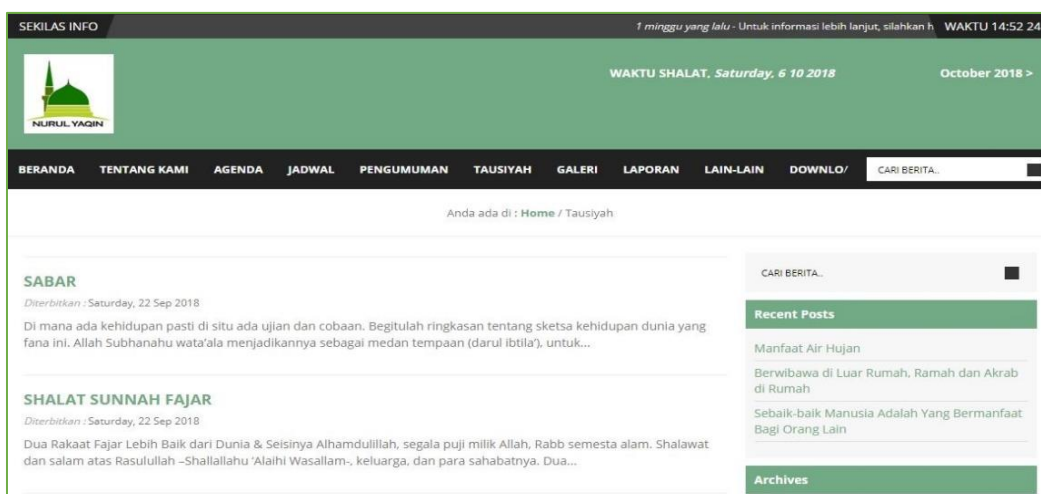 SEKILAS INFO
1 minggu yang lalu - Untuk informasi lebih lanjut, silahkan h
WAKTU 14:52 24
NURUL YAQIN
WAKTU SHALAT, Saturday, 6 10 2018
October 2018 >
BERANDA TENTANG KAMI AGENDA JADWAL PENGUMUMAN TAUSIYAH GALERI LAPORAN LAIN-LAIN DOWNLO/ CARI BERITA..
Anda ada di : Home / Tausiyah
SABAR
Diterbitkan : Saturday, 22 Sep 2018
Di mana ada kehidupan pasti di situ ada ujian dan cobaan. Begitulah ringkasan tentang sketsa kehidupan dunia yang
fana ini. Allah Subhanahu wata'ala menjadikannya sebagai medan tempaan (darul ibtila'), untuk...
SHALAT SUNNAH FAJAR
Diterbitkan : Saturday, 22 Sep 2018
Dua Rakaat Fajar Lebih Baik dari Dunia & Seisinya Alhamdulillah, segala puji milik Allah, Rabb semesta alam. Shalawat
dan salam atas Rasulullah –Shallallahu 'Alaihi Wasallam-, keluarga, dan para sahabatnya. Dua...
CARI BERITA..
Recent Posts
Manfaat Air Hujan
Berwibawa di Luar Rumah, Ramah dan Akrab
di Rumah
Sebaik-baik Manusia Adalah Yang Bermanfaat
Bagi Orang Lain
Archives